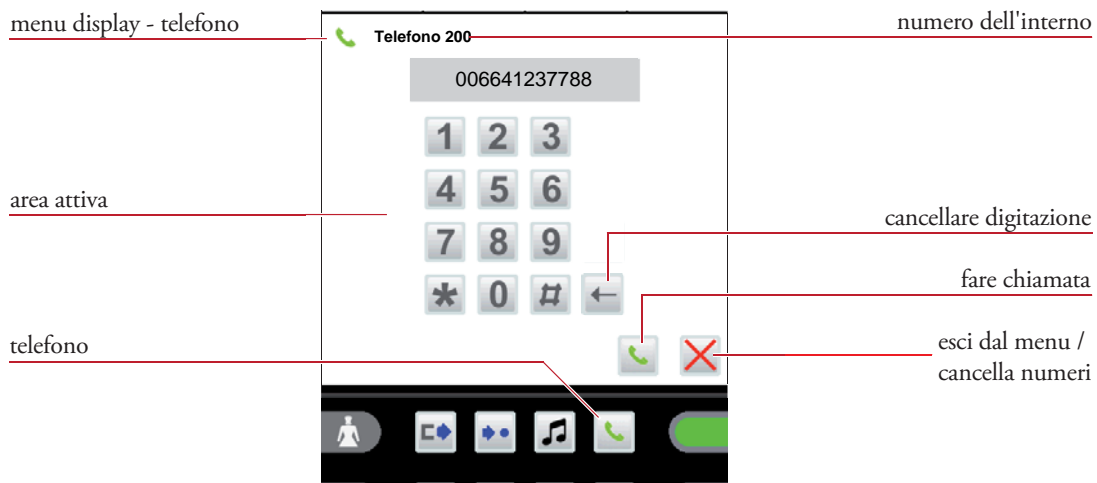 menu display - telefono
numero dell'interno
Telefono 200
006641237788
1 2 3
area attiva
4 5 6
cancellare digitazione
7 8 9
fare chiamata
* 0 # ←
telefono
esci dal menu /
cancella numeri